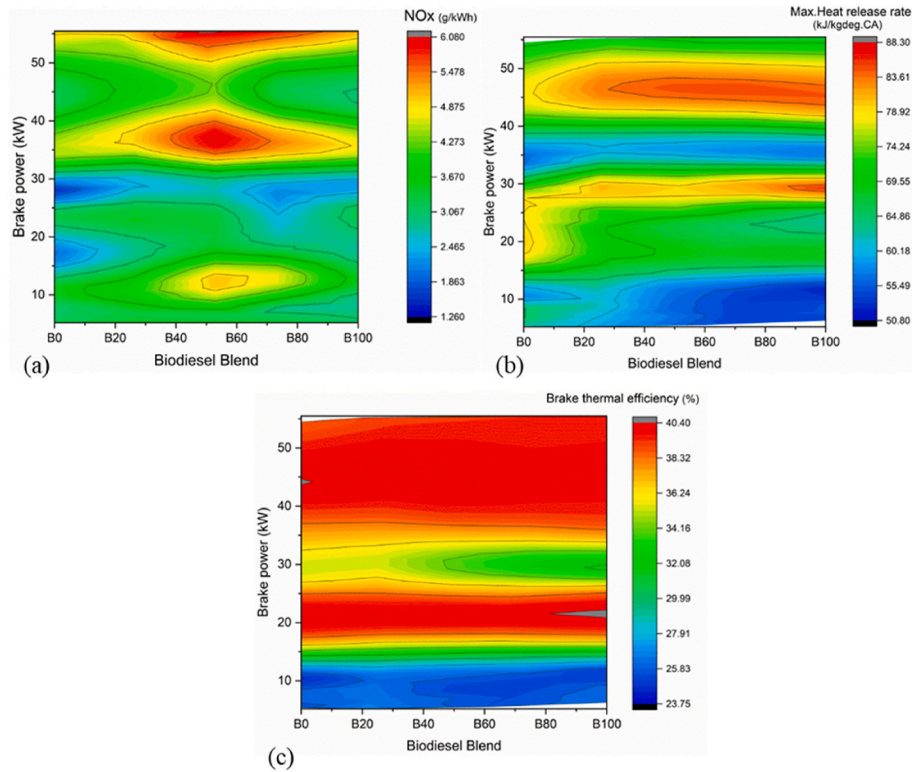 NOx (g/kWh)
Brake power (kW)
50
40
30
20
10
B0
B20
B40
B60
B80
B100
Biodiesel Blend
6.080
5.478
4.875
4.273
3.670
3.067
2.465
1.863
1.260
(a)
Max.Heat release rate
(kJ/kgdeg.CA)
Brake power (kW)
50
40
30
20
10
B0
B20
B40
B60
B80
B100
Biodiesel Blend
88.30
83.61
78.92
74.24
69.55
64.86
60.18
55.49
50.80
(b)
Brake thermal efficiency (%)
Brake power (kW)
50
40
30
20
10
B0
B20
B40
B60
B80
B100
Biodiesel Blend
40.40
38.32
36.24
34.16
32.08
29.99
27.91
25.83
23.75
(c)